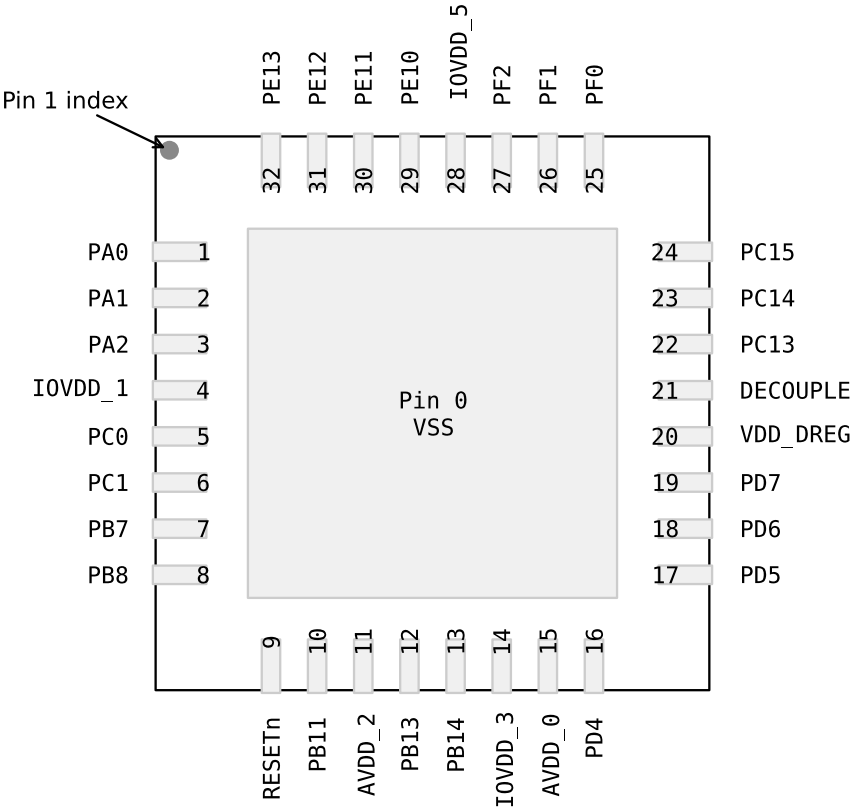 PE13
PE12
PE11
PE10
IOVDD_5
PF2
PF1
PF0
Pin 1 index
32
31
30
29
28
27
26
25
PA0 1
PA1 2
PA2 3
IOVDD_1 4
PC0 5
PC1 6
PB7 7
PB8 8
Pin 0
VSS
24 PC15
23 PC14
22 PC13
21 DECOUPLE
20 VDD_DREG
19 PD7
18 PD6
17 PD5
9
10
11
12
13
14
15
16
RESETn
PB11
AVDD_2
PB13
PB14
IOVDD_3
AVDD_0
PD4